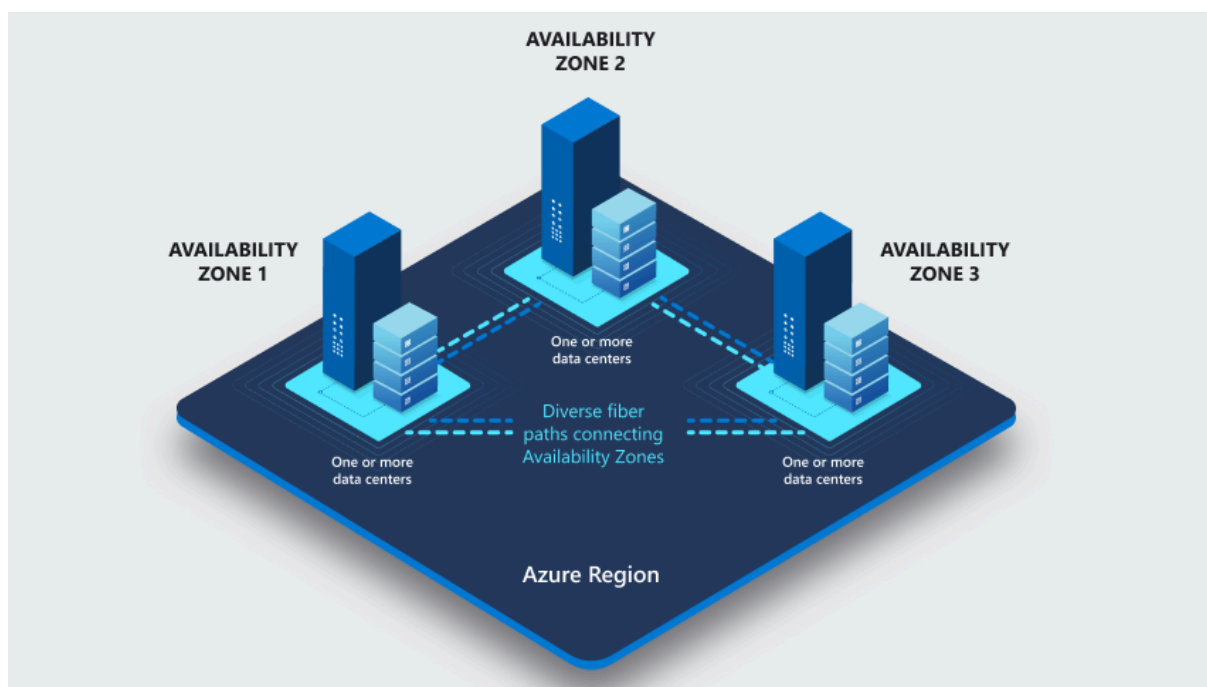 AVAILABILITY
ZONE 2
AVAILABILITY
ZONE 1
AVAILABILITY
ZONE 3
One or more
data centers
Diverse fiber
paths connecting
Availability Zones
One or more
data centers
One or more
data centers
Azure Region